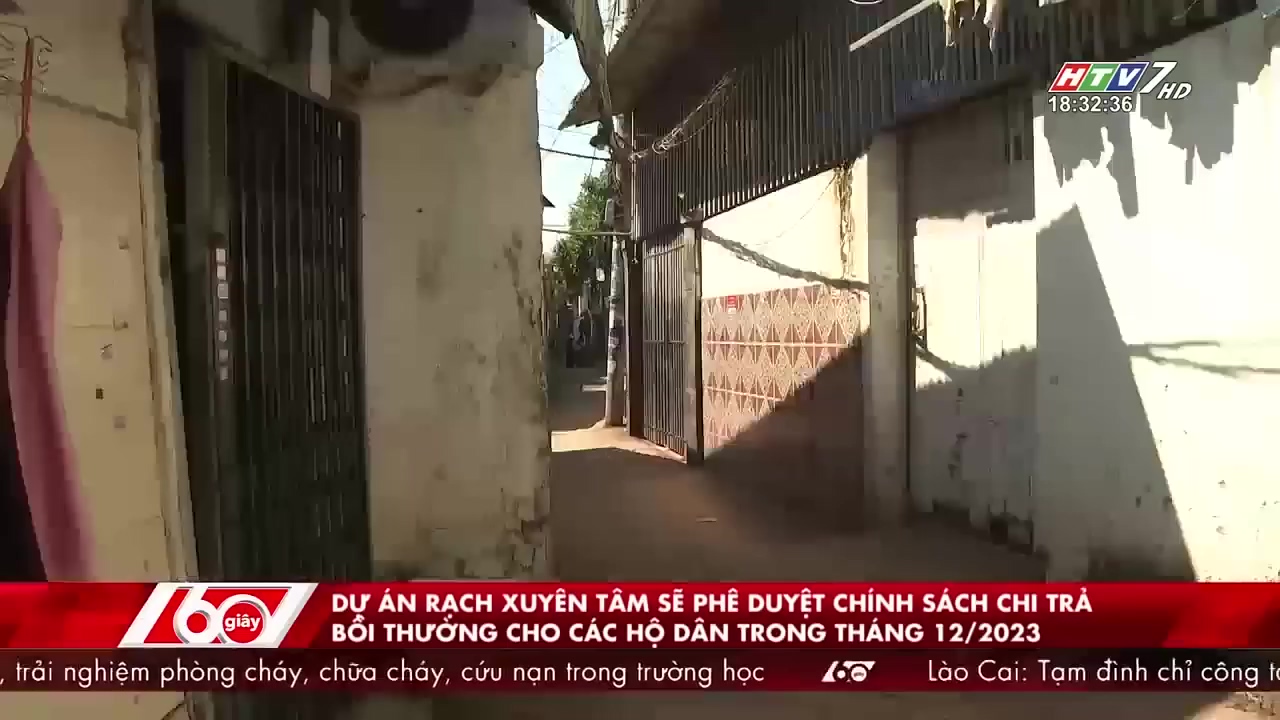 HTV7 HD
18:32:36
60 giây
DỰ ÁN RẠCH XUYÊN TÂM SẼ PHÊ DUYỆT CHÍNH SÁCH CHI TRẢ
BỒI THƯỜNG CHO CÁC HỘ DÂN TRONG THÁNG 12/2023
, trải nghiệm phòng cháy, chữa cháy, cứu nạn trong trường học 60 Lào Cai: Tạm đình chỉ công t